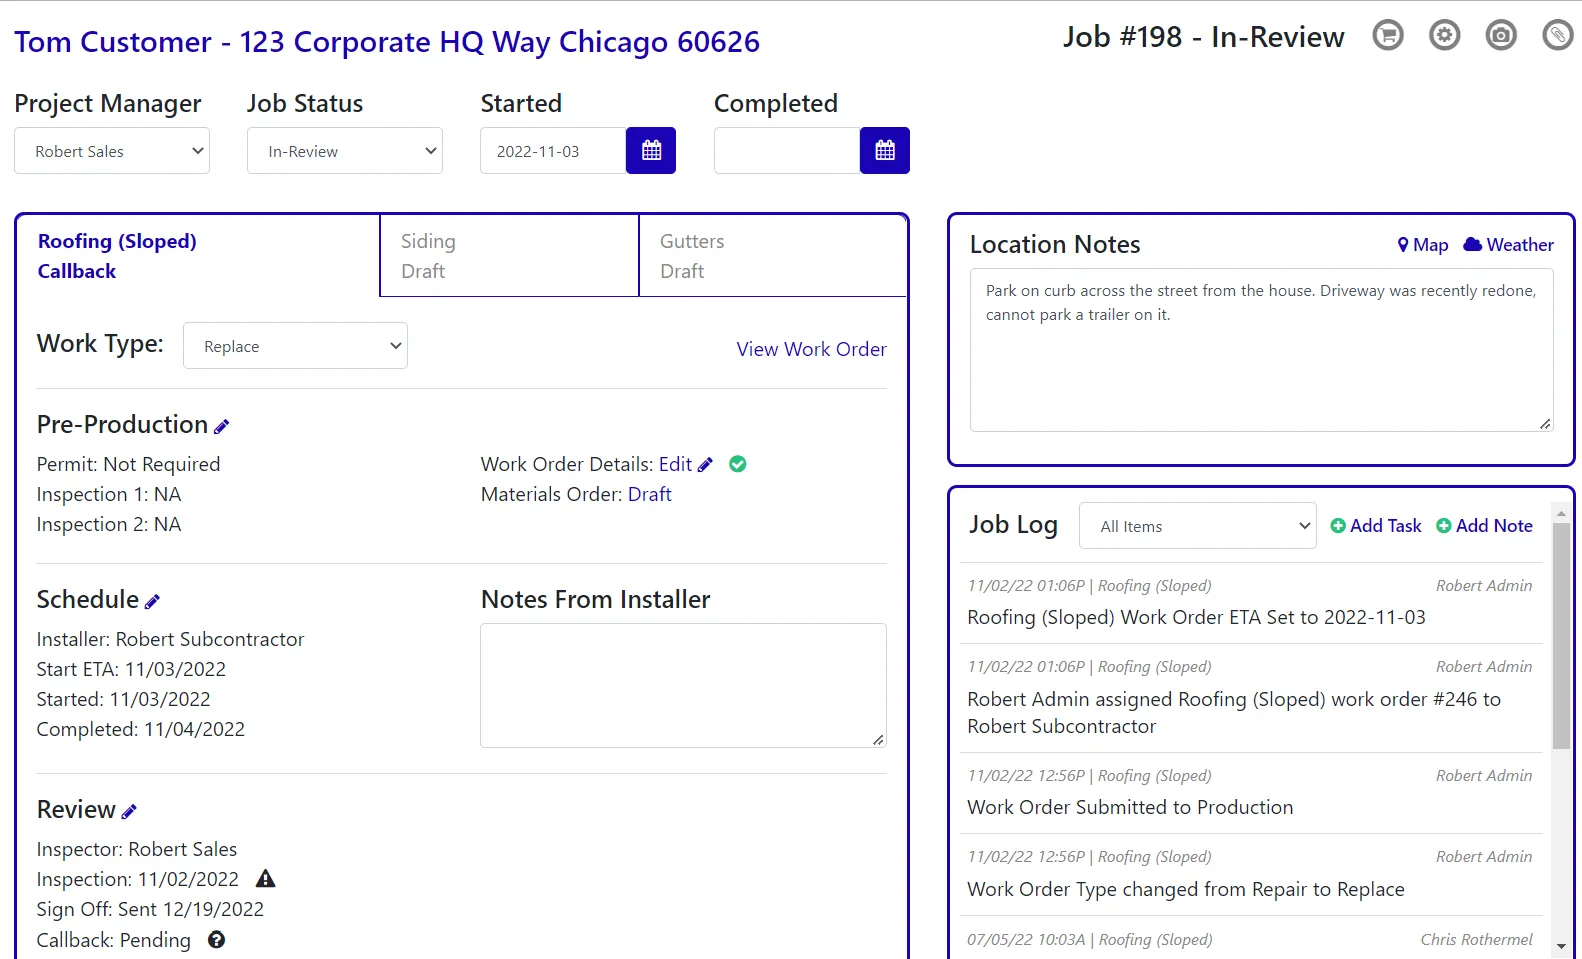 Tom Customer - 123 Corporate HQ Way Chicago 60626
Job #198 - In-Review
Project Manager
Job Status
Started
Completed
Robert Sales
In-Review
2022-11-03
Roofing (Sloped)
Callback
Siding
Draft
Gutters
Draft
Work Type:
Replace
View Work Order
Pre-Production
Permit: Not Required
Inspection 1: NA
Inspection 2: NA
Work Order Details: Edit
Materials Order: Draft
Schedule
Installer: Robert Subcontractor
Start ETA: 11/03/2022
Started: 11/03/2022
Completed: 11/04/2022
Notes From Installer
Review
Inspector: Robert Sales
Inspection: 11/02/2022
Sign Off: Sent 12/19/2022
Callback: Pending
Location Notes
Map
Weather
Park on curb across the street from the house. Driveway was recently redone,
cannot park a trailer on it.
Job Log
All Items
Add Task
Add Note
11/02/22 01:06P | Roofing (Sloped)
Robert Admin
Roofing (Sloped) Work Order ETA Set to 2022-11-03
11/02/22 01:06P | Roofing (Sloped)
Robert Admin
Robert Admin assigned Roofing (Sloped) work order #246 to
Robert Subcontractor
11/02/22 12:56P | Roofing (Sloped)
Robert Admin
Work Order Submitted to Production
11/02/22 12:56P | Roofing (Sloped)
Robert Admin
Work Order Type changed from Repair to Replace
07/05/22 10:03A | Roofing (Sloped)
Chris Rothermel